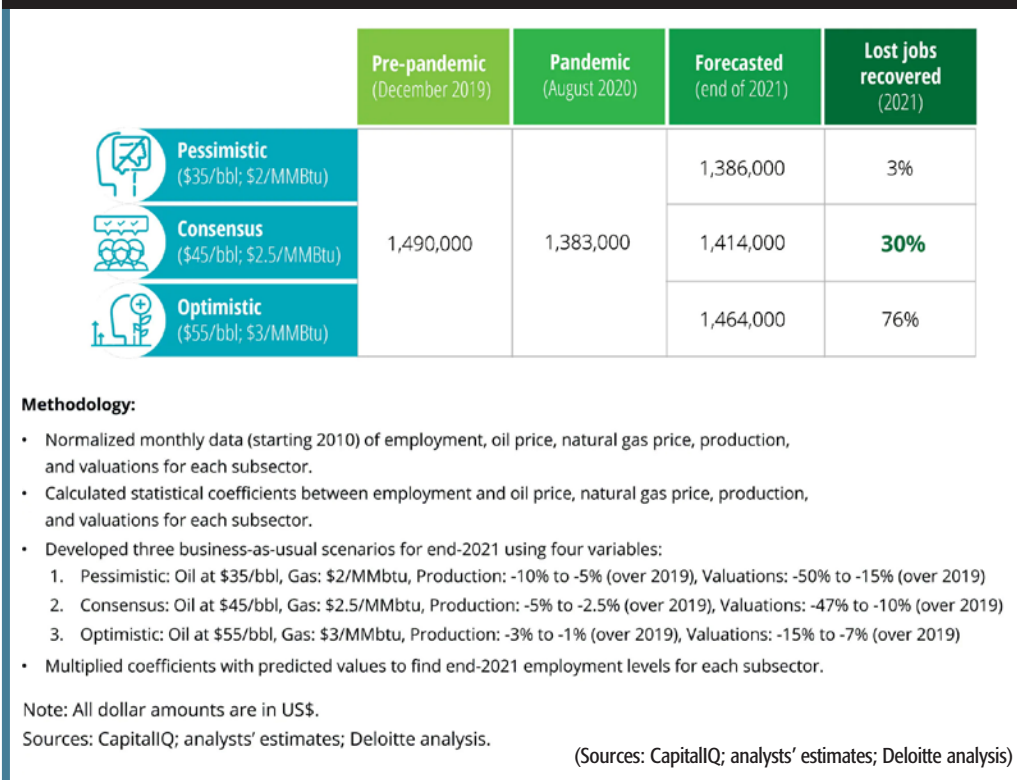 Pre-pandemic
(December 2019)
Pandemic
(August 2020)
Forecasted
(end of 2021)
Lost jobs
recovered
(2021)
Pessimistic
($35/bbl; $2/MMBtu)
1,386,000
3%
Consensus
($45/bbl; $2.5/MMBtu)
1,490,000
1,383,000
1,414,000
30%
Optimistic
($55/bbl; $3/MMBtu)
1,464,000
76%
Methodology:
• Normalized monthly data (starting 2010) of employment, oil price, natural gas price, production,
and valuations for each subsector.
• Calculated statistical coefficients between employment and oil price, natural gas price, production,
and valuations for each subsector.
• Developed three business-as-usual scenarios for end-2021 using four variables:
1. Pessimistic: Oil at $35/bbl, Gas: $2/MMbtu, Production: -10% to -5% (over 2019), Valuations: -50% to -15% (over 2019)
2. Consensus: Oil at $45/bbl, Gas: $2.5/MMbtu, Production: -5% to -2.5% (over 2019), Valuations: -47% to -10% (over 2019)
3. Optimistic: Oil at $55/bbl, Gas: $3/MMbtu, Production: -3% to -1% (over 2019), Valuations: -15% to -7% (over 2019)
• Multiplied coefficients with predicted values to find end-2021 employment levels for each subsector.
Note: All dollar amounts are in US$.
Sources: CapitalIQ; analysts’ estimates; Deloitte analysis.
(Sources: CapitalIQ; analysts’ estimates; Deloitte analysis)